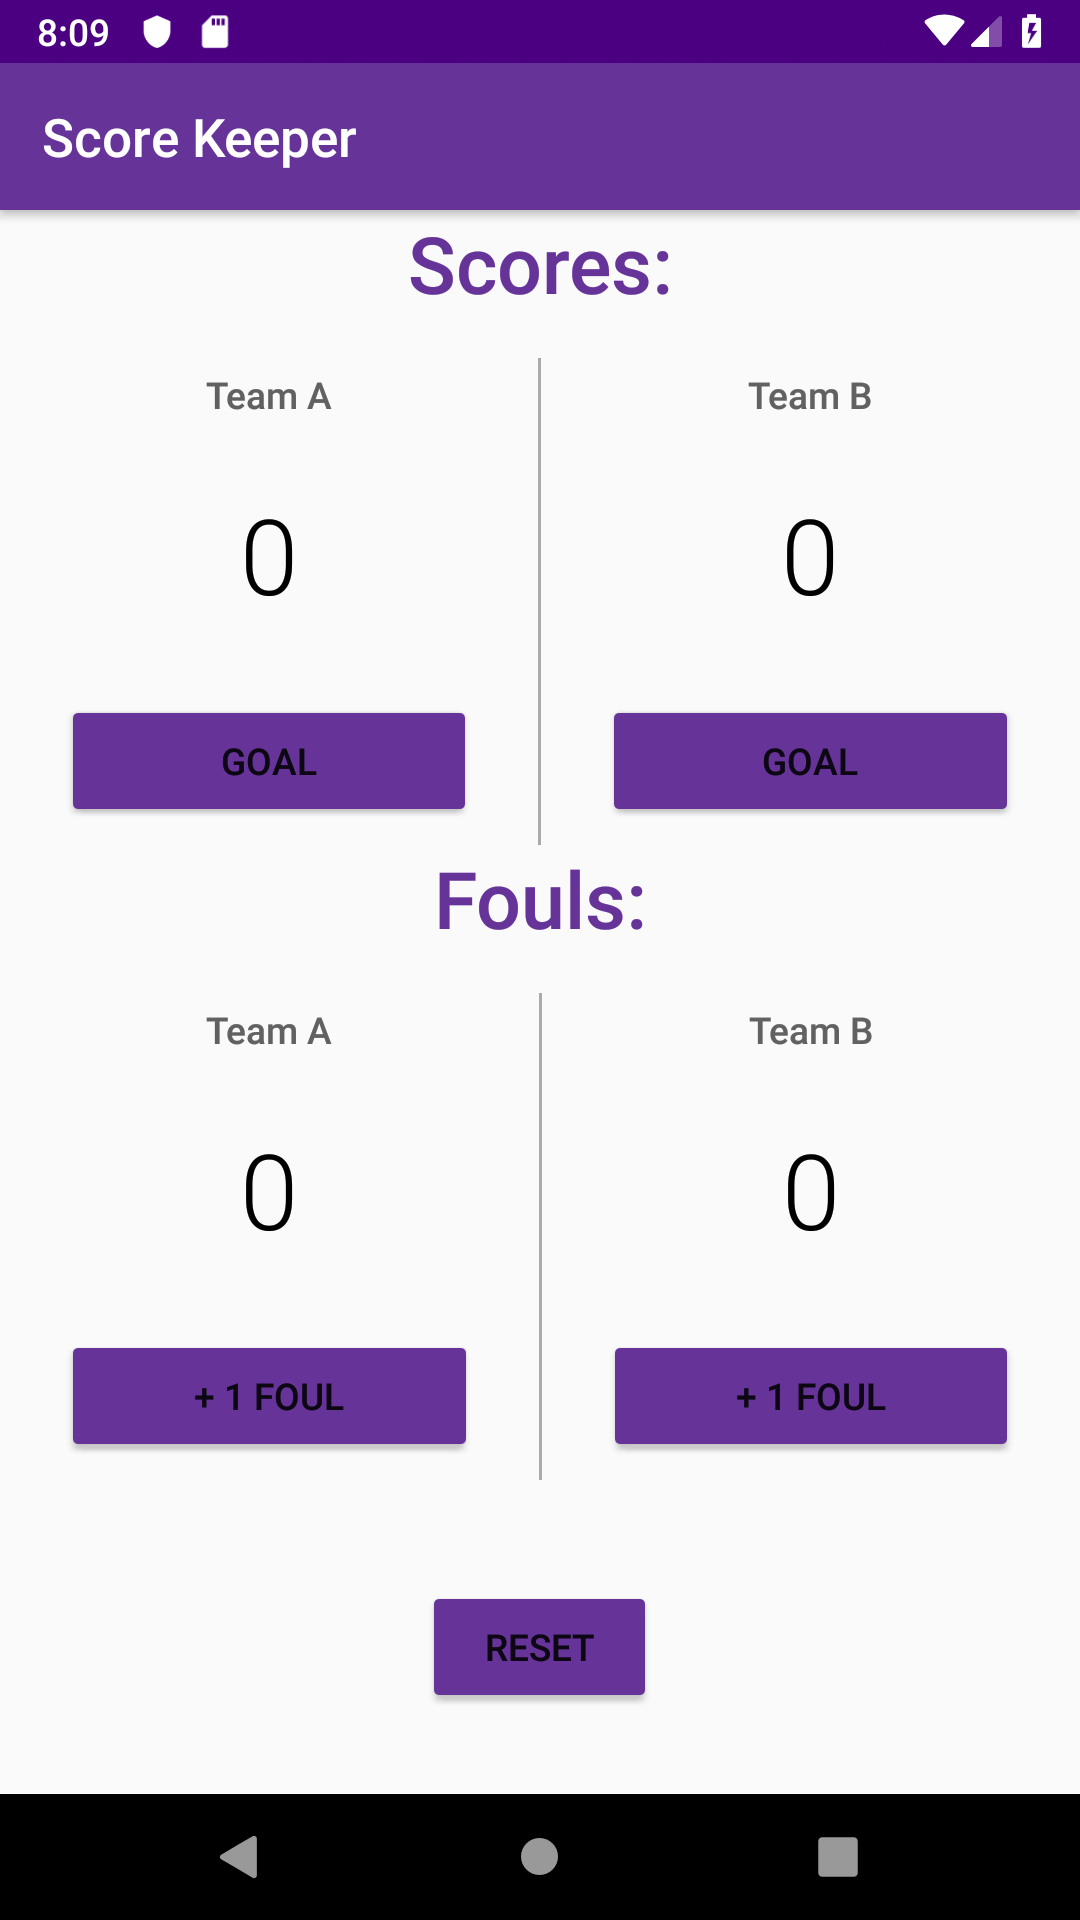 8:09
Score Keeper
Scores:
Team A Team B
0 0
GOAL GOAL
Fouls:
Team A Team B
0 0
+ 1 FOUL + 1 FOUL
RESET